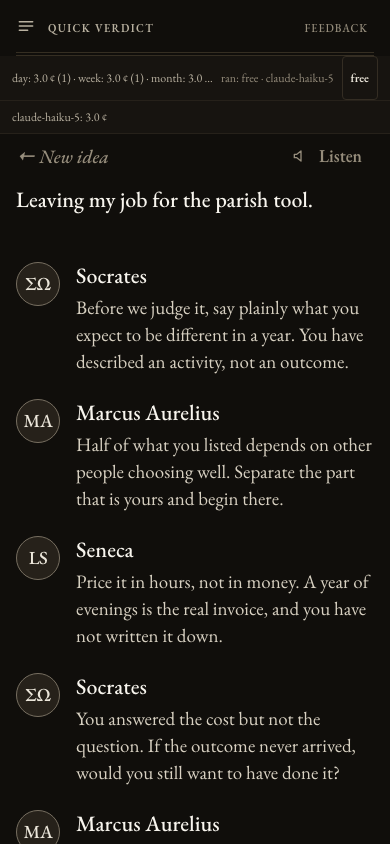 QUICK VERDICT
FEEDBACK
day: 3.0 ¢ (1) · week: 3.0 ¢ (1) · month: 3.0 ...
ran: free · claude-haiku-5
free
claude-haiku-5: 3.0 ¢
← New idea
Listen
Leaving my job for the parish tool.
ΣΩ
Socrates
Before we judge it, say plainly what you
expect to be different in a year. You have
described an activity, not an outcome.
MA
Marcus Aurelius
Half of what you listed depends on other
people choosing well. Separate the part
that is yours and begin there.
LS
Seneca
Price it in hours, not in money. A year of
evenings is the real invoice, and you have
not written it down.
ΣΩ
Socrates
You answered the cost but not the
question. If the outcome never arrived,
would you still want to have done it?
MA
Marcus Aurelius